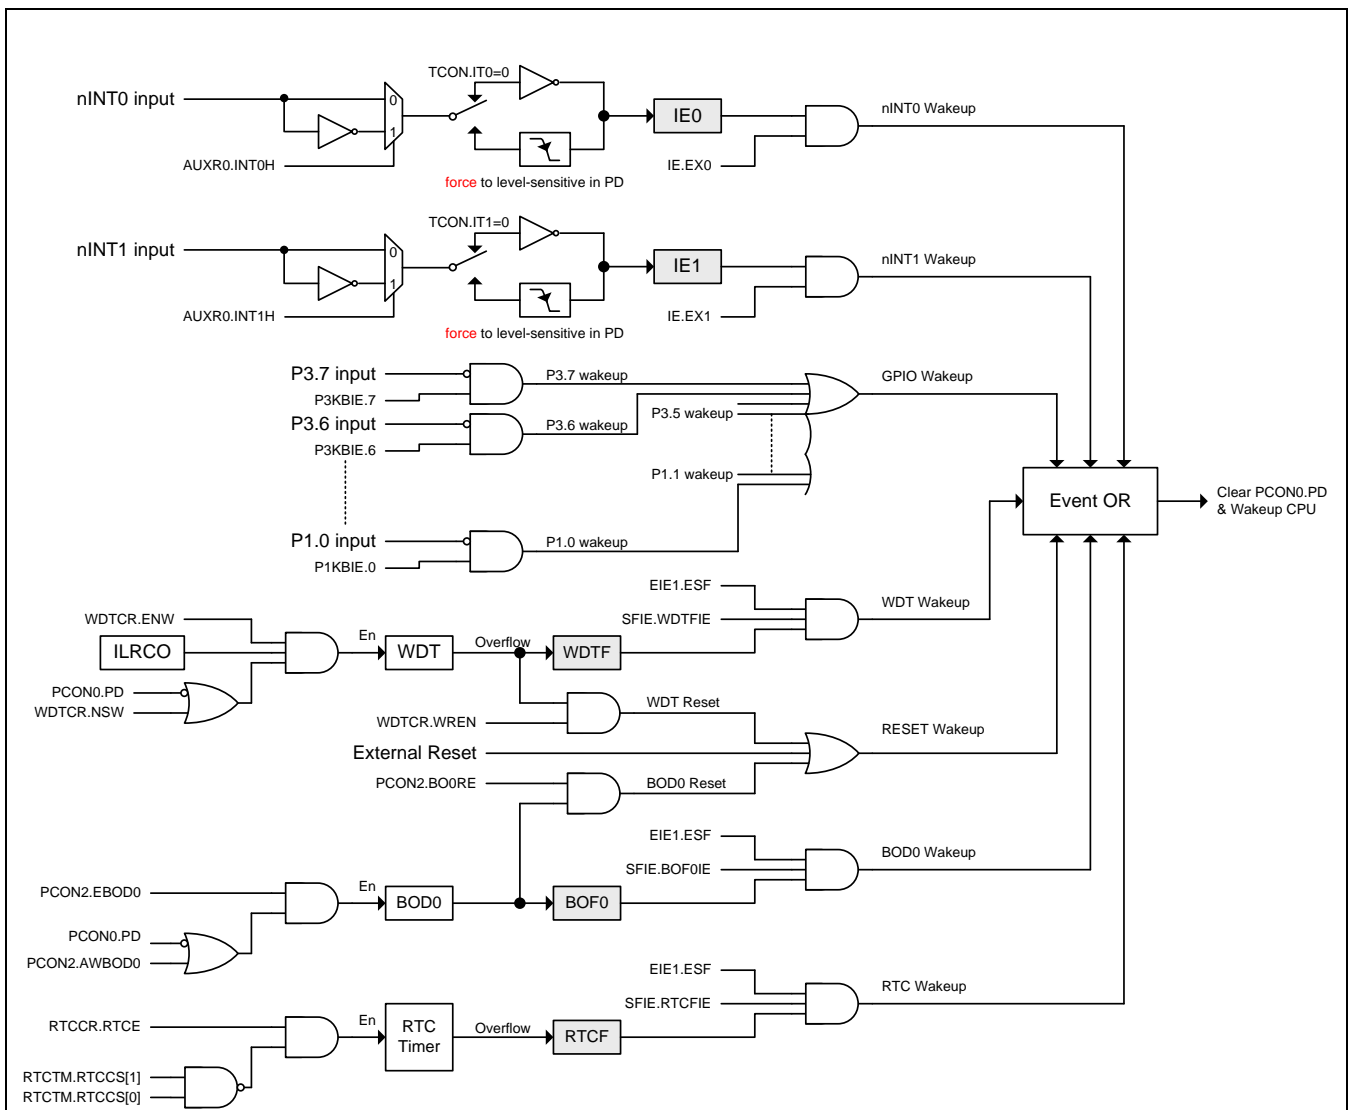 TCON.IT0=0
nINT0 input
0
1
IE0
nINT0 Wakeup
AUXR0.INT0H
IE.EX0
force to level-sensitive in PD
TCON.IT1=0
nINT1 input
0
1
IE1
nINT1 Wakeup
AUXR0.INT1H
IE.EX1
force to level-sensitive in PD
P3.7 input
P3.7 wakeup
GPIO Wakeup
P3KBIE.7
P3.6 input
P3.6 wakeup
P3.5 wakeup
P3KBIE.6
P1.1 wakeup
Event OR
Clear PCON0.PD
& Wakeup CPU
P1.0 input
P1.0 wakeup
P1KBIE.0
EIE1.ESF
WDT Wakeup
WDTCR.ENW
SFIE.WDTFIE
En
Overflow
ILRCO
WDT
WDTF
PCON0.PD
WDTCR.NSW
WDT Reset
WDTCR.WREN
RESET Wakeup
External Reset
PCON2.BO0RE
BOD0 Reset
EIE1.ESF
BOD0 Wakeup
SFIE.BOF0IE
PCON2.EBOD0
En
BOD0
BOF0
PCON0.PD
PCON2.AWBOD0
EIE1.ESF
RTC Wakeup
SFIE.RTCFIE
RTCCR.RTCE
En
RTC
Timer
Overflow
RTCF
RTCTM.RTCCS[1]
RTCTM.RTCCS[0]